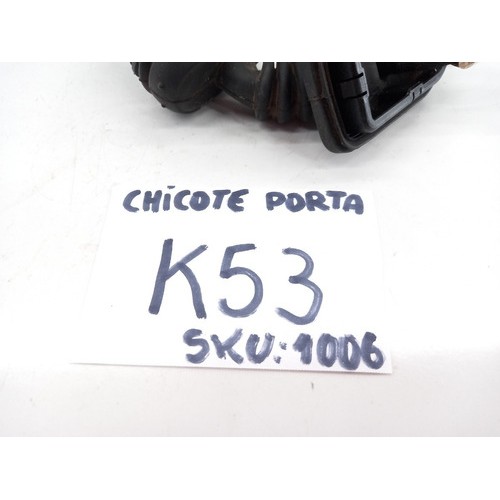 CHiCOTE PORTA
K53
SKU:1006